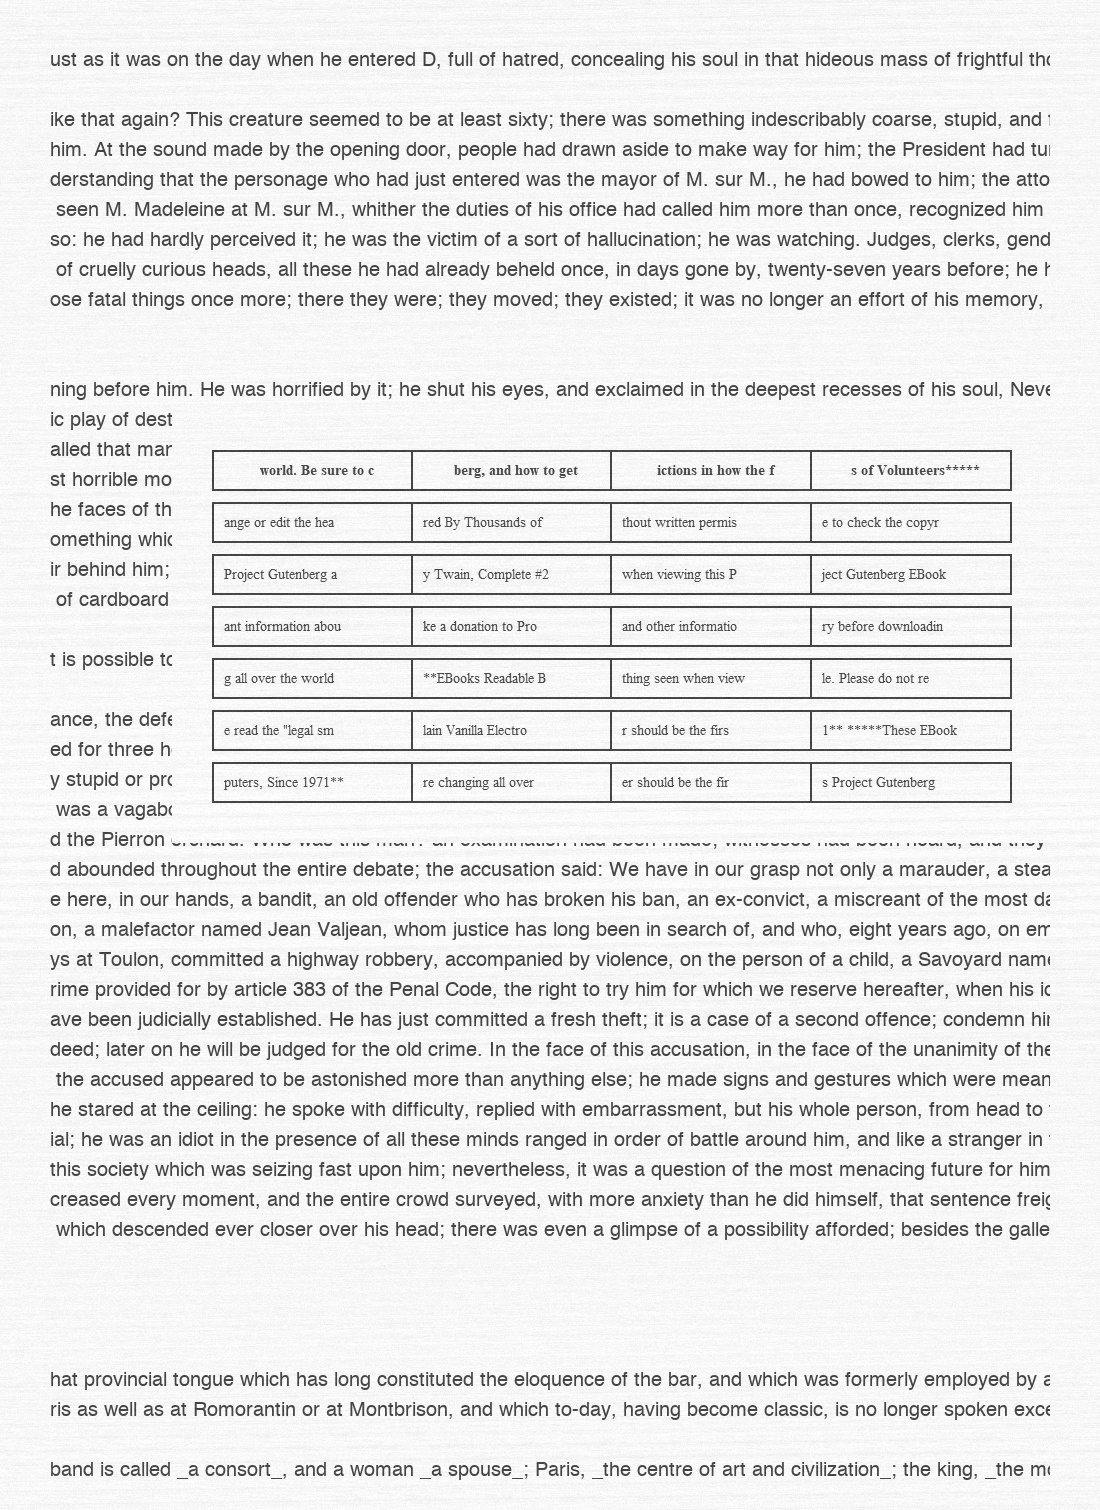 ust as it was on the day when he entered D, full of hatred, concealing his soul in that hideous mass of frightful
ike that again? This creature seemed to be at least sixty; there was something indescribably coarse, stupid, and
him. At the sound made by the opening door, people had drawn aside to make way for him; the President had
derstanding that the personage who had just entered was the mayor of M. sur M., he had bowed to him; the atto
seen M. Madeleine at M. sur M., whither the duties of his office had called him more than once, recognized him
so: he had hardly perceived it; he was the victim of a sort of hallucination; he was watching. Judges, clerks, gend
of cruelly curious heads, all these he had already beheld once, in days gone by, twenty-seven years before; he
ose fatal things once more; there they were; they moved; they existed; it was no longer an effort of his memory,
ning before him. He was horrified by it; he shut his eyes, and exclaimed in the deepest recesses of his soul, Neve
ic play of dest
alled that
st horrible mo
he faces of th
omething
ir behind him;
of cardboard
t is possible
ance, the defe
ed for three
y stupid or
was a
d the Pierron
world. Be sure to c berg, and how to get ictions in how the f s of Volunteers*****
ange or edit the hea red By Thousands of thout written permis e to check the copyr
Project Gutenberg a y Twain, Complete #2 when viewing this P ject Gutenberg EBook
ant information abou ke a donation to Pro and other informatio ry before downloadin
g all over the world **EBooks Readable B thing seen when view le. Please do not re
e read the "legal sm lain Vanilla Electro r should be the firs 1** *****These EBook
puters, Since 1971** re changing all over er should be the fir s Project Gutenberg
d abounded throughout the entire debate; the accusation said: We have in our grasp not only a marauder, a stea
e here, in our hands, a bandit, an old offender who has broken his ban, an ex-convict, a miscreant of the most da
on, a malefactor named Jean Valjean, whom justice has long been in search of, and who, eight years ago, on em
ys at Toulon, committed a highway robbery, accompanied by violence, on the person of a child, a Savoyard name
rime provided for by article 383 of the Penal Code, the right to try him for which we reserve hereafter, when his
ave been judicially established. He has just committed a fresh theft; it is a case of a second offence; condemn
deed; later on he will be judged for the old crime. In the face of this accusation, in the face of the unanimity of the
the accused appeared to be astonished more than anything else; he made signs and gestures which were mean
he stared at the ceiling: he spoke with difficulty, replied with embarrassment, but his whole person, from head to
ial; he was an idiot in the presence of all these minds ranged in order of battle around him, and like a stranger in
this society which was seizing fast upon him; nevertheless, it was a question of the most menacing future for him
creased every moment, and the entire crowd surveyed, with more anxiety than he did himself, that sentence
which descended ever closer over his head; there was even a glimpse of a possibility afforded; besides the galle
hat provincial tongue which has long constituted the eloquence of the bar, and which was formerly employed by a
ris as well as at Romorantin or at Montbrison, and which to-day, having become classic, is no longer spoken exce
band is called _a consort_, and a woman _a spouse_; Paris, _the centre of art and civilization_; the king, _the